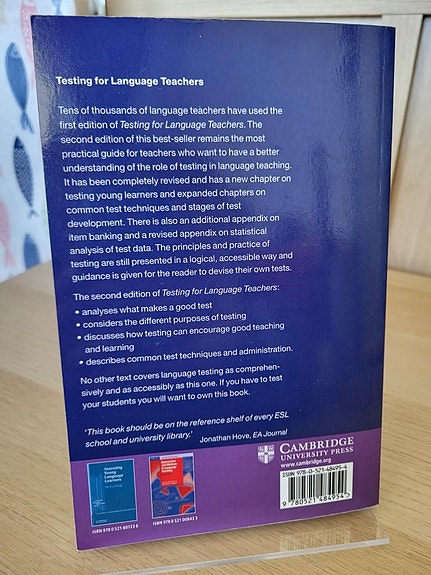 Testing for Language Teachers
Tens of thousands of language teachers have used the
first edition of Testing for Language Teachers. The
second edition of this best-seller remains the most
practical guide for teachers who want to have a better
understanding of the role of testing in language teaching.
It has been completely revised and has a new chapter on
testing young learners and expanded chapters on
common test techniques and stages of test
development. There is also an additional appendix on
item banking and a revised appendix on statistical
analysis of test data. The principles and practice of
testing are still presented in a logical, accessible way and
guidance is given for the reader to devise their own tests.
The second edition of Testing for Language Teachers:
• analyses what makes a good test
• considers the different purposes of testing
• discusses how testing can encourage good teaching
and learning
• describes common test techniques and administration.
No other text covers language testing as comprehen-
sively and as accessibly as this one. If you have to test
your students you will want to own this book.
'This book should be on the reference shelf of every ESL
school and university library.' Jonathan Hove, EA Journal
CAMBRIDGE
UNIVERSITY PRESS
www.cambridge.org
ISBN 978-0-521-48495-4
9 780521 484954
Assessing
Young
Language
Learners
ISBN 978 0 521 60123 8
ISBN 978 0 521 00843 3